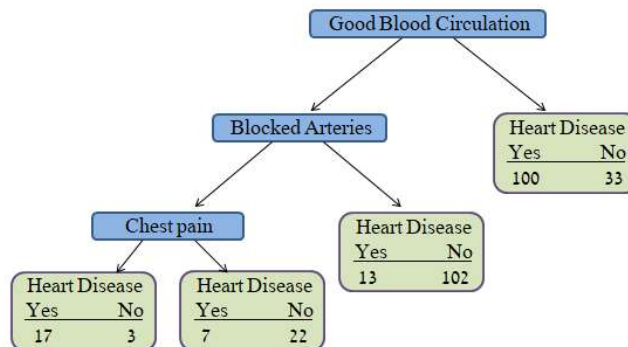 Good Blood Circulation
Blocked Arteries
Heart Disease
Yes No
100 33
Chest pain
Heart Disease
Yes No
13 102
Heart Disease
Yes No
17 3
Heart Disease
Yes No
7 22